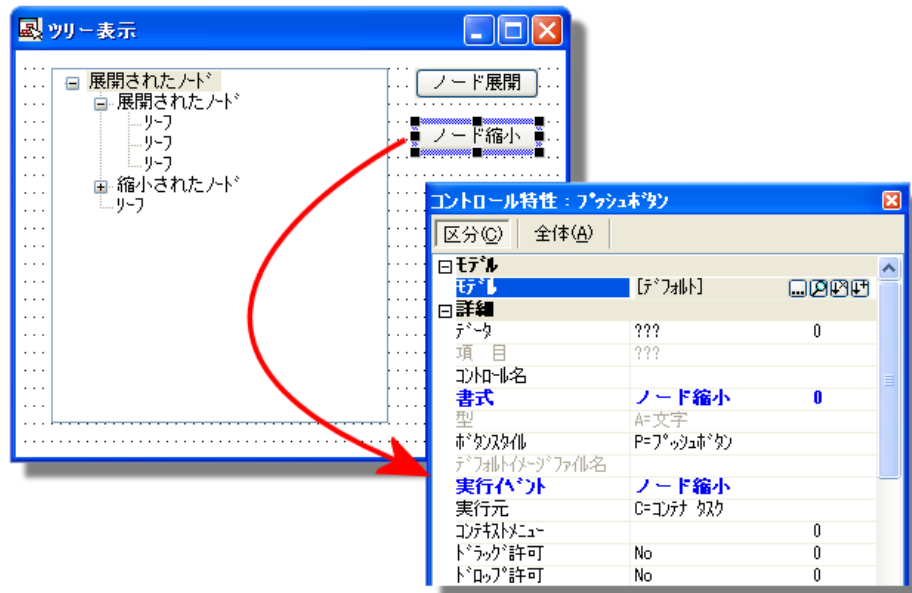 ツリー表示
展開されたﾉｰﾄﾞ
展開されたﾉｰﾄﾞ
ﾘｰﾌ
ﾘｰﾌ
ﾘｰﾌ
縮小されたﾉｰﾄﾞ
ﾘｰﾌ
ノード展開
ノード縮小
コントロール特性：ﾌﾟｯｼｭﾎﾞﾀﾝ
区分(C) 全体(A)
ﾓﾃﾞﾙ
ﾓﾃﾞﾙ [ﾃﾞﾌｫﾙﾄ] ...
詳細
ﾃﾞｰﾀ ??? 0
項　目 ???
ｺﾝﾄﾛｰﾙ名
書式 ノード縮小 0
型 A=文字
ﾎﾞﾀﾝｽﾀｲﾙ P=ﾌﾟｯｼｭﾎﾞﾀﾝ
ﾃﾞﾌｫﾙﾄｲﾒｰｼﾞﾌｧｲﾙ名
実行ｲﾍﾞﾝﾄ ノード縮小
実行元 C=ｺﾝﾃﾅ ﾀｽｸ
ｺﾝﾃｷｽﾄﾒﾆｭｰ 0
ﾄﾞﾗｯｸﾞ許可 No 0
ﾄﾞﾛｯﾌﾟ許可 No 0